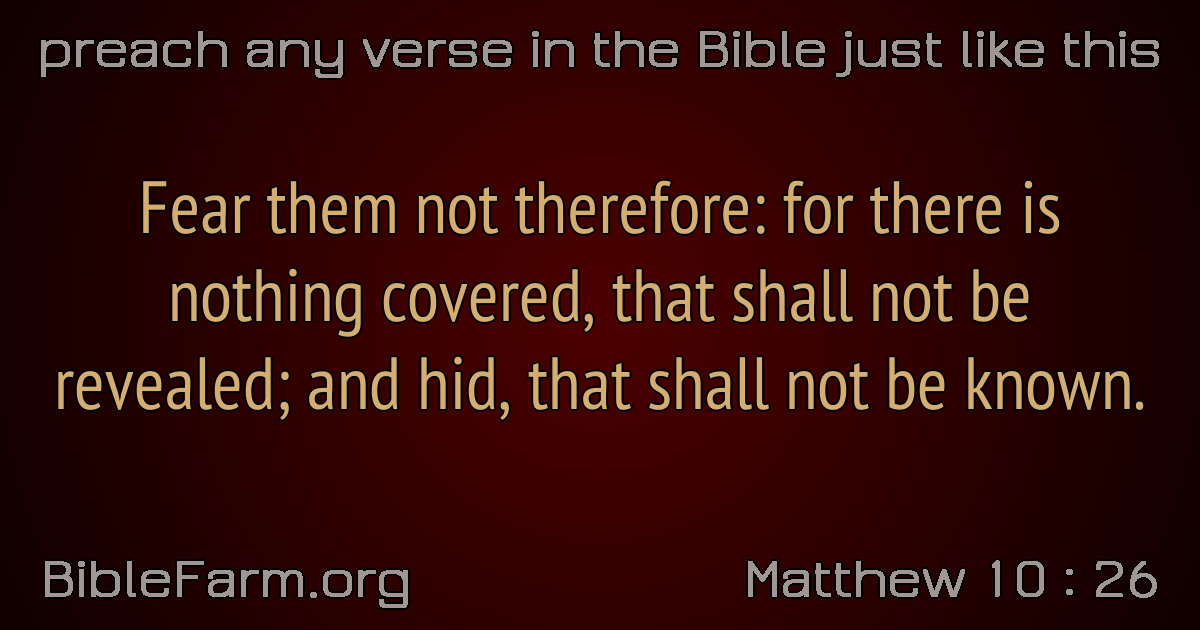 preach any verse in the Bible just like this
Fear them not therefore: for there is
nothing covered, that shall not be
revealed; and hid, that shall not be known.
BibleFarm.org
Matthew 10 : 26